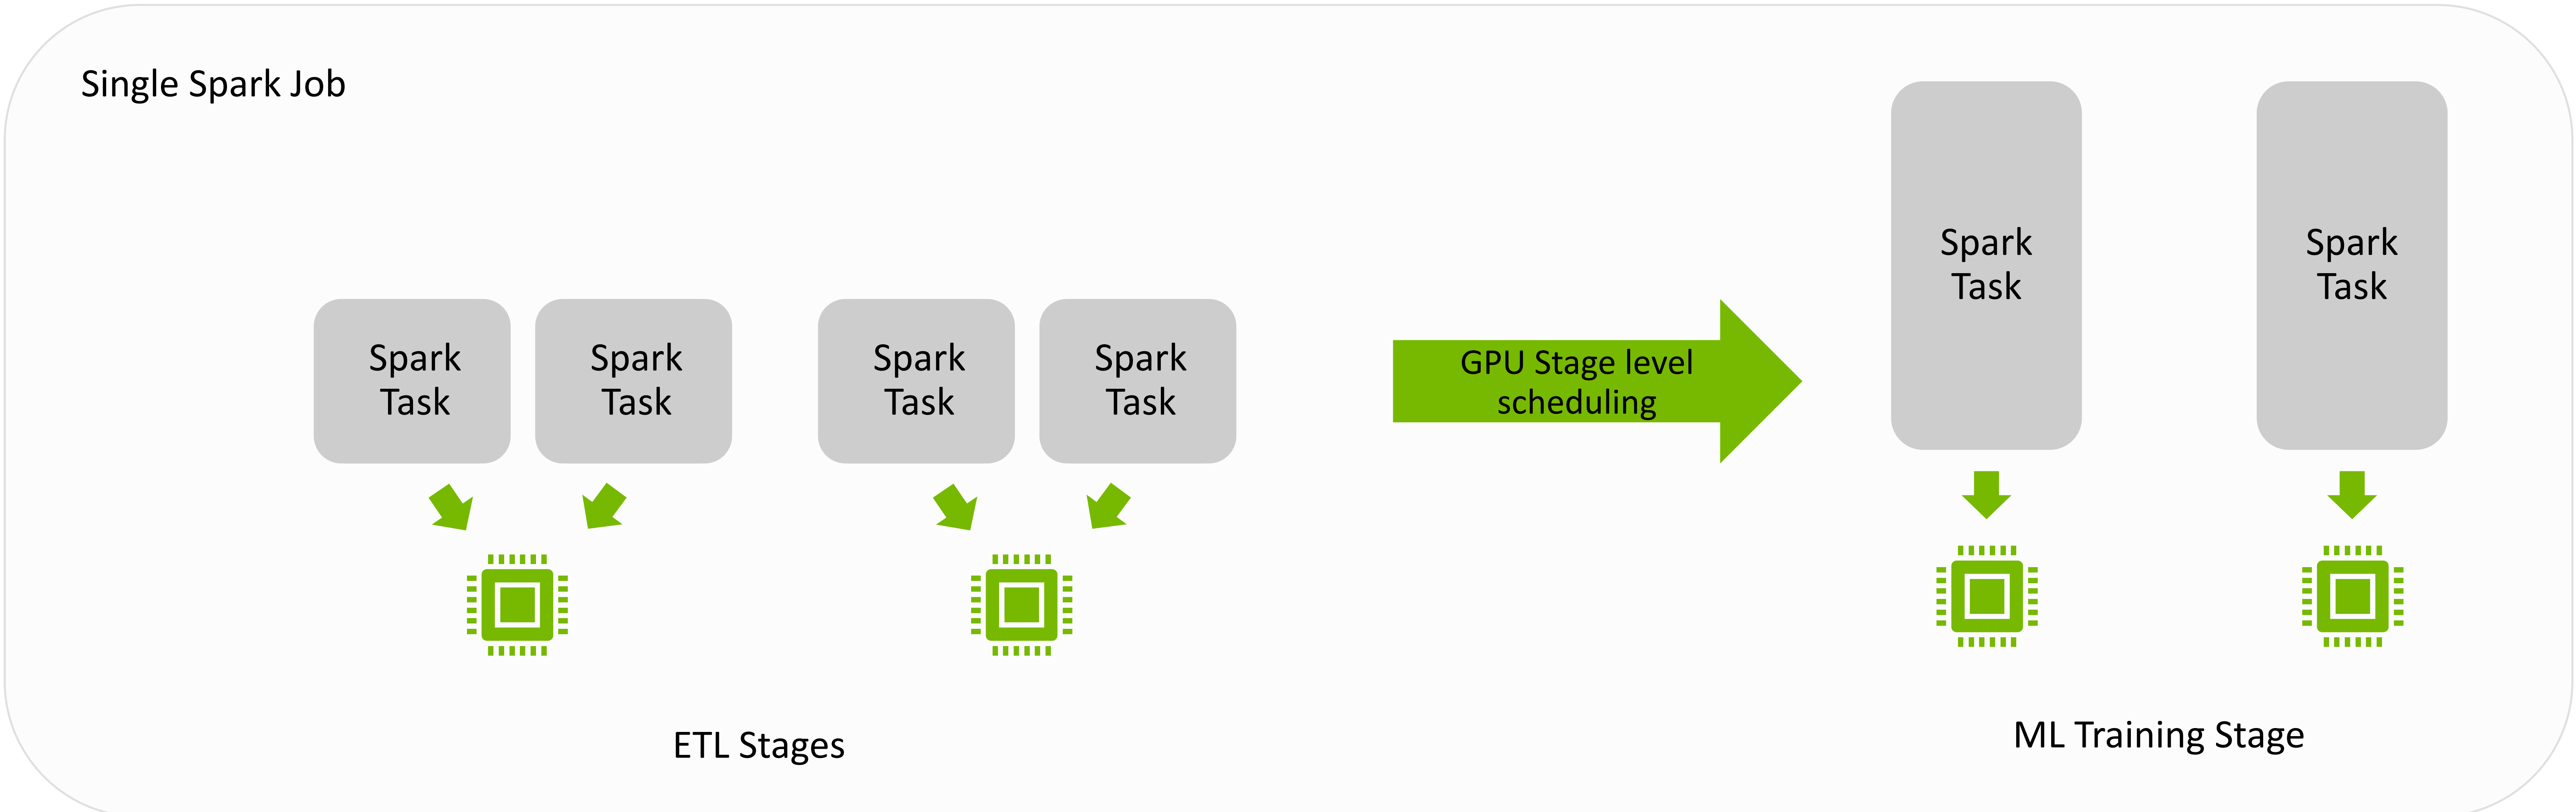 Single Spark Job
Spark
Task
Spark
Task
Spark
Task
Spark
Task
GPU Stage level
scheduling
Spark
Task
Spark
Task
ETL Stages
ML Training Stage